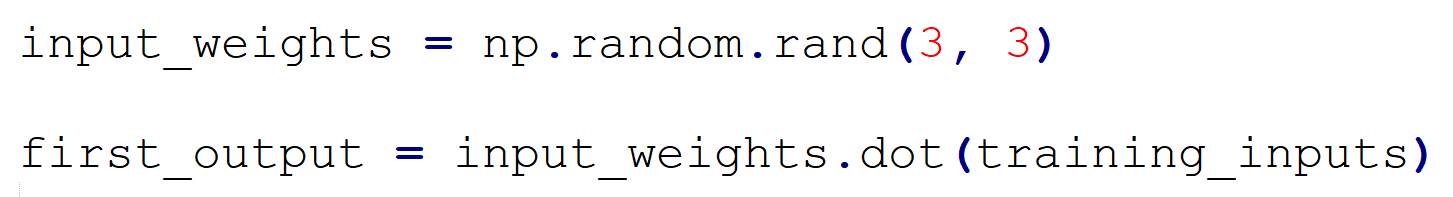 input_weights = np.random.rand(3, 3)
first_output = input_weights.dot(training_inputs)